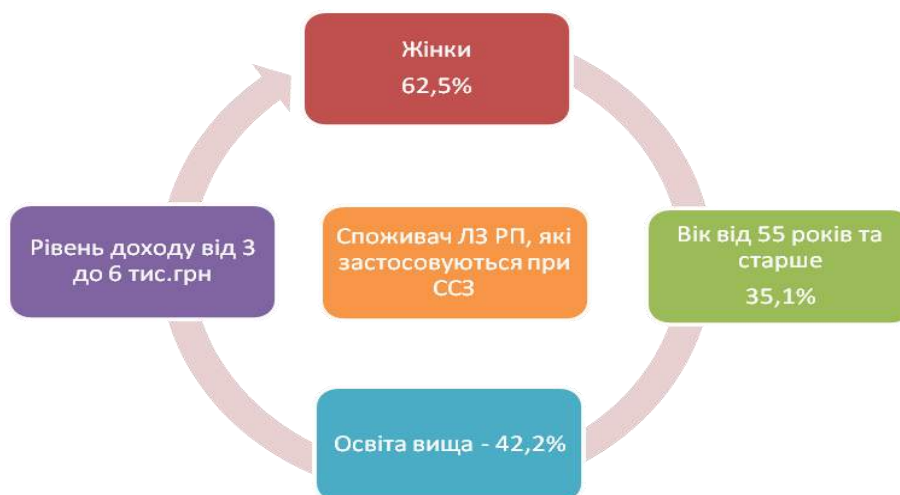 Жінки
62,5%
Рівень доходу від 3
до 6 тис.грн
Споживач ЛЗ РП, які
застосовуються при
ССЗ
Вік від 55 років та
старше
35,1%
Освіта вища - 42,2%